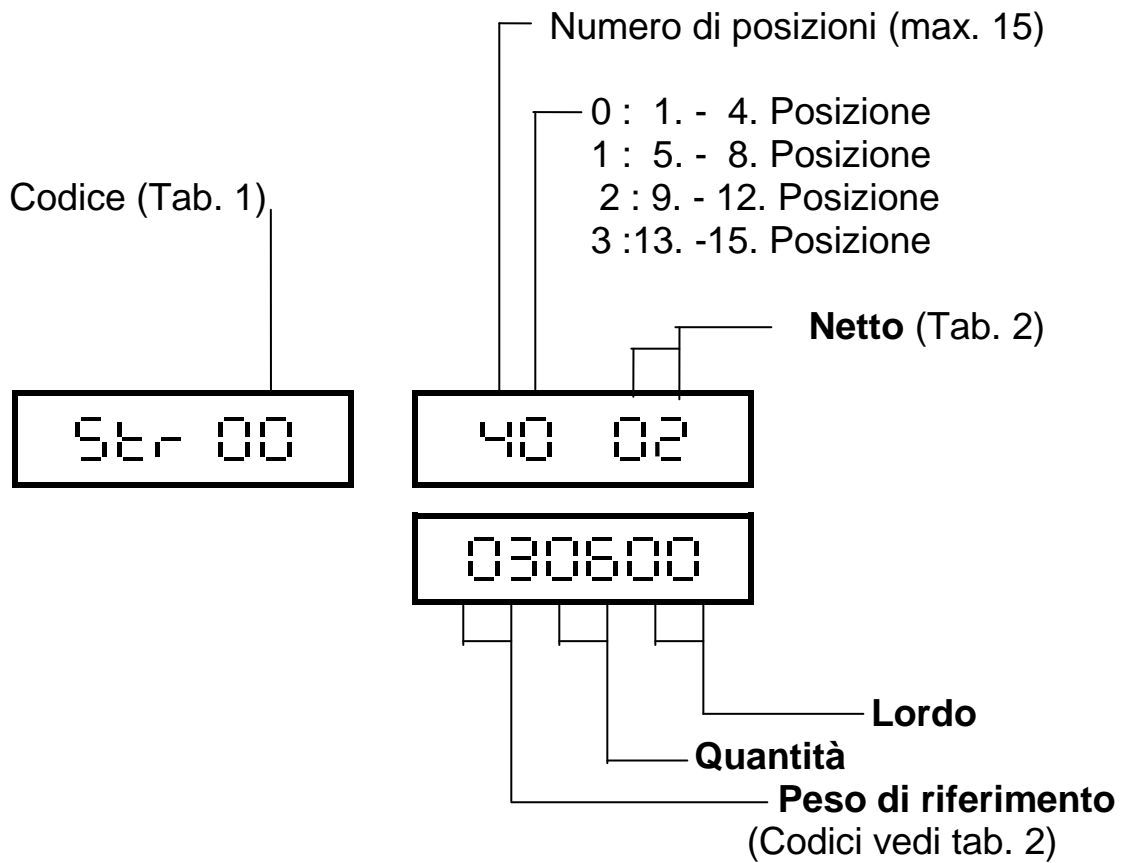 Numero di posizioni (max. 15)
0 : 1. - 4. Posizione
1 : 5. - 8. Posizione
Codice (Tab. 1)
2 : 9. - 12. Posizione
3 :13. -15. Posizione
Netto (Tab. 2)
Str 00
40 02
030600
Lordo
Quantità
Peso di riferimento
(Codici vedi tab. 2)